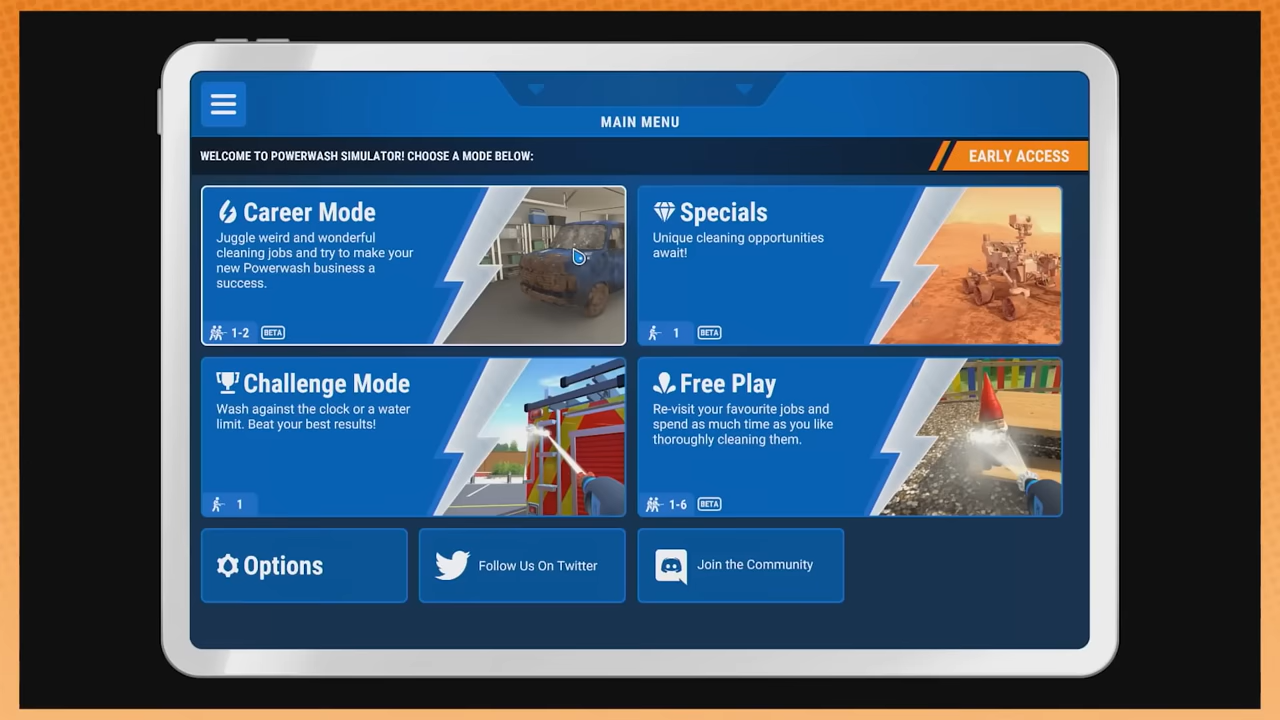 MAIN MENU
WELCOME TO POWERWASH SIMULATOR! CHOOSE A MODE BELOW:
EARLY ACCESS
Career Mode
Juggle weird and wonderful
cleaning jobs and try to make your
new Powerwash business a
success.
1-2 BETA
Specials
Unique cleaning opportunities
await!
1 BETA
Challenge Mode
Wash against the clock or a water
limit. Beat your best results!
1
Free Play
Re-visit your favourite jobs and
spend as much time as you like
thoroughly cleaning them.
1-6 BETA
Options
Follow Us On Twitter
Join the Community